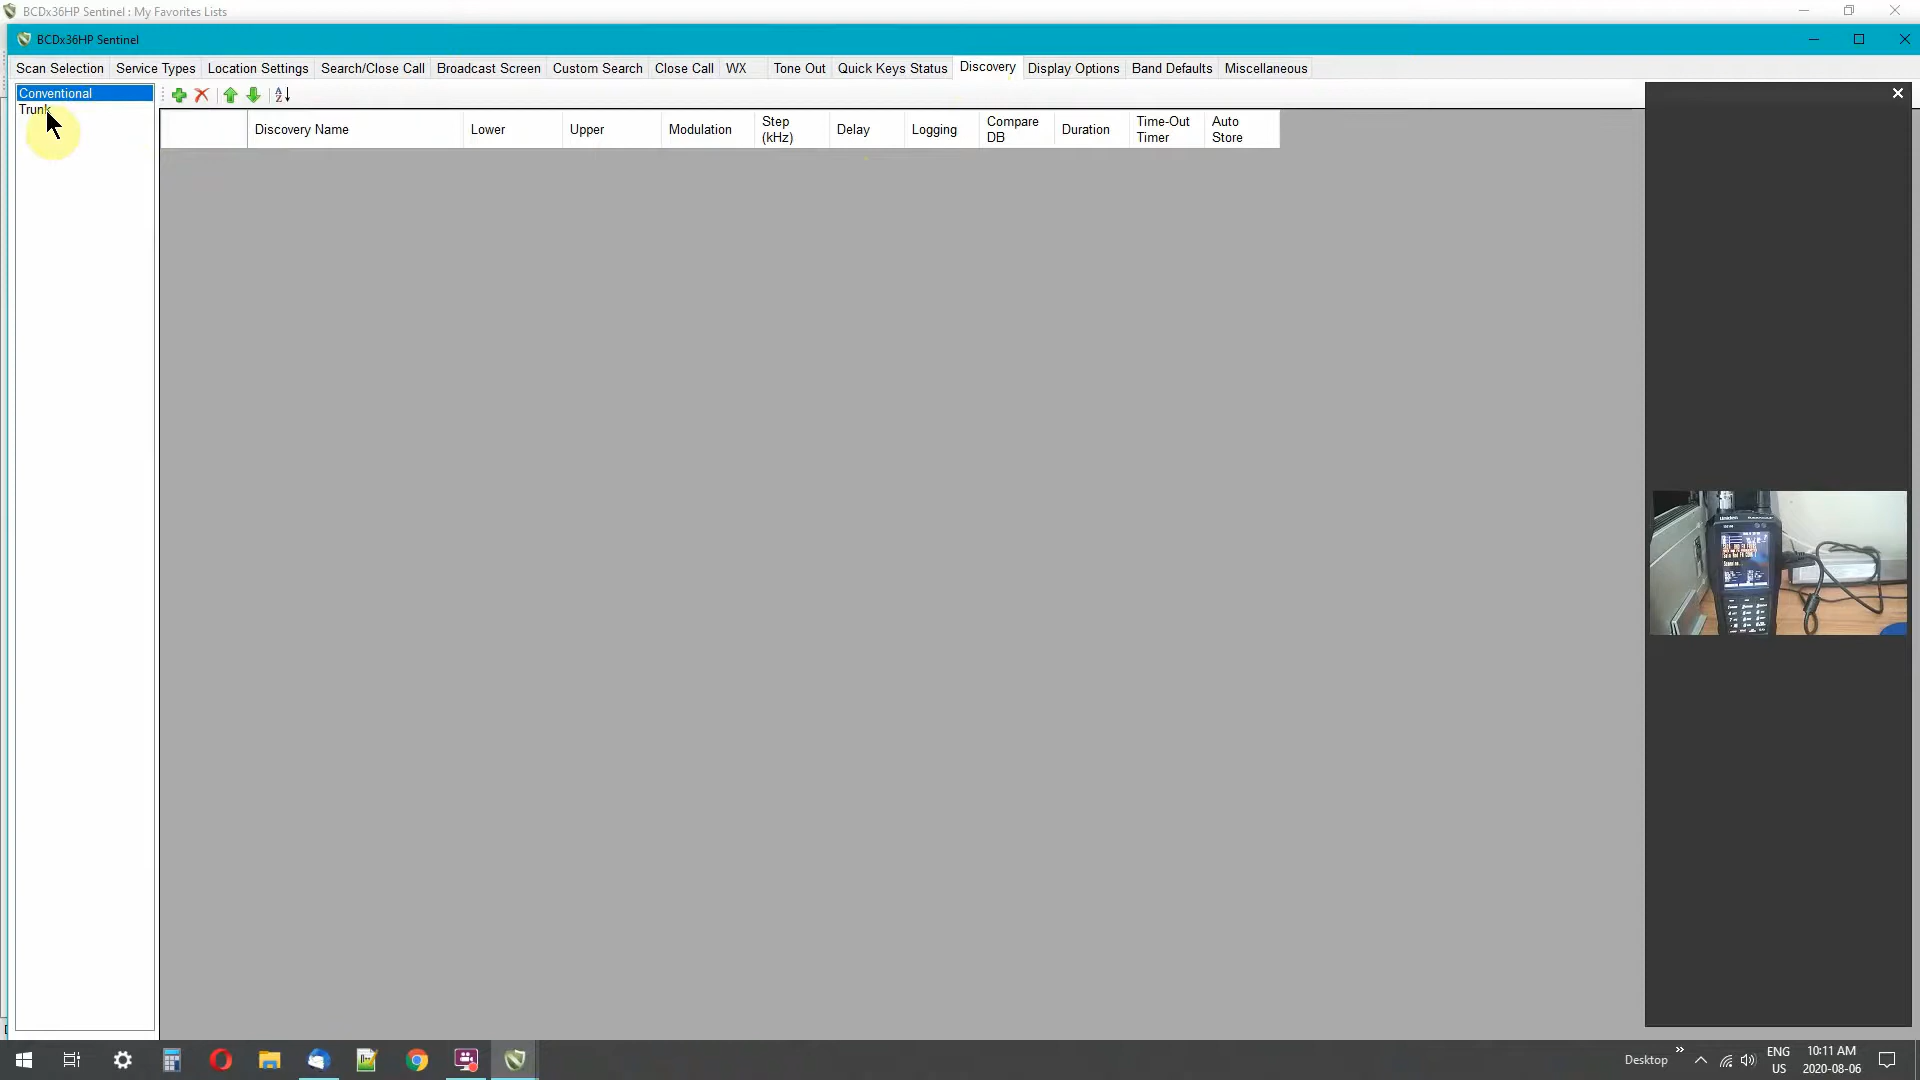 BCDx36HP Sentinel : My Favorites Lists
BCDx36HP Sentinel
Scan Selection Service Types Location Settings Search/Close Call Broadcast Screen Custom Search Close Call WX Tone Out Quick Keys Status Discovery Display Options Band Defaults Miscellaneous
Conventional
Trunk
Discovery Name Lower Upper Modulation Step (kHz) Delay Logging Compare DB Duration Time-Out Timer Auto Store
Uniden
Desktop
ENG
US
10:11 AM
2020-08-06